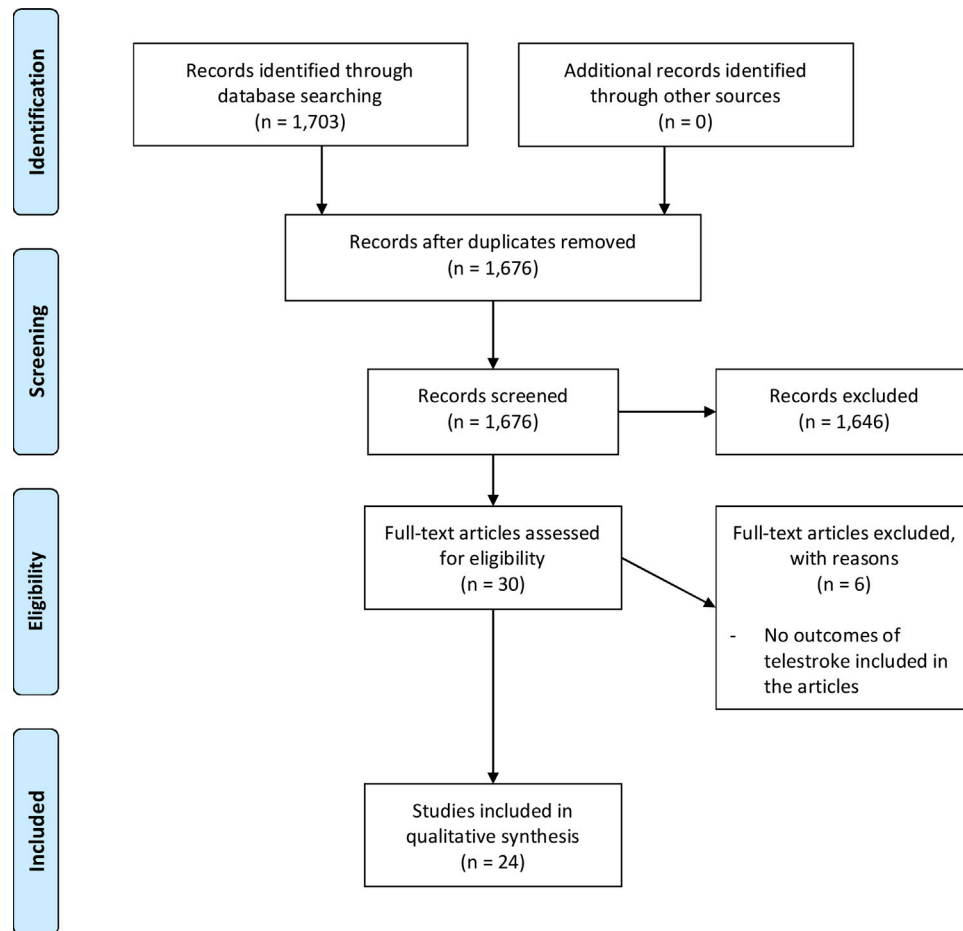 Identification
Records identified through
database searching
(n = 1,703)
Additional records identified
through other sources
(n = 0)
Records after duplicates removed
(n = 1,676)
Screening
Records screened
(n = 1,676)
Records excluded
(n = 1,646)
Eligibility
Full-text articles assessed
for eligibility
(n = 30)
Full-text articles excluded,
with reasons
(n = 6)
- No outcomes of
telestroke included in
the articles
Included
Studies included in
qualitative synthesis
(n = 24)